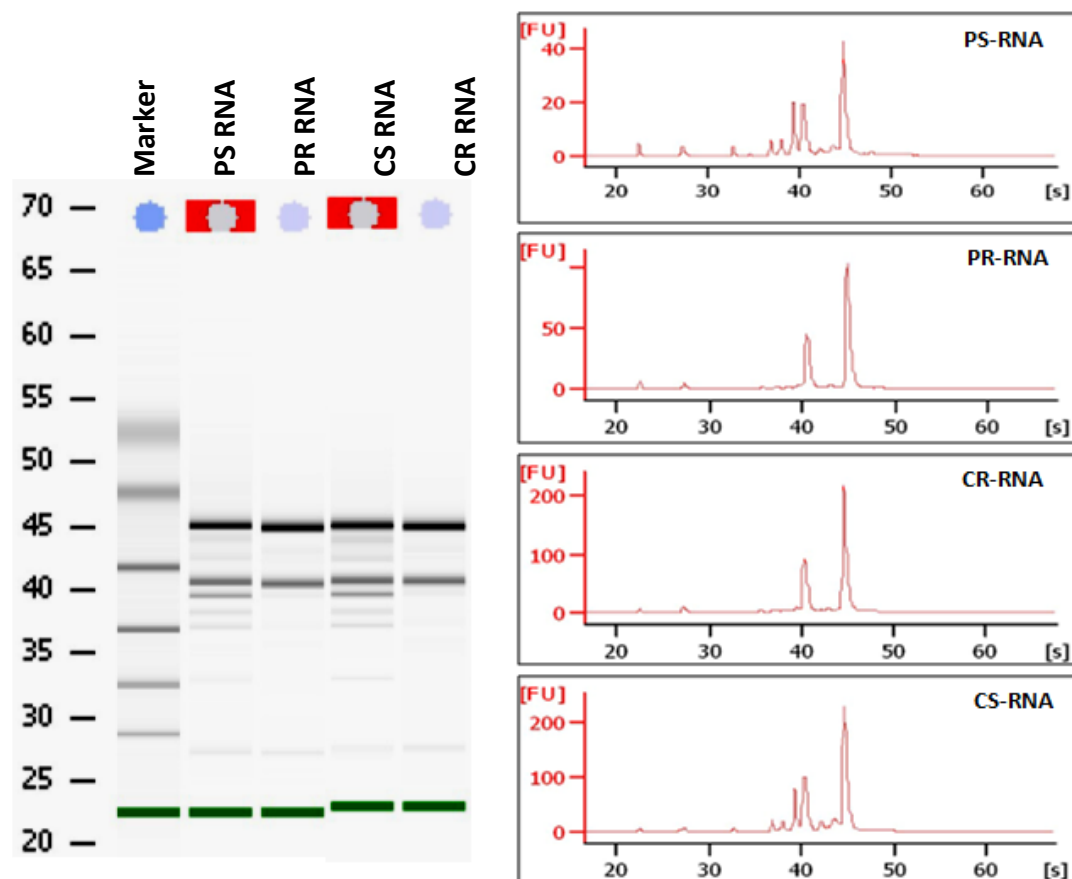 Marker
PS RNA
PR RNA
CS RNA
CR RNA
70
65
60
55
50
45
40
35
30
25
20
[FU]
PS-RNA
40
20
0
20 30 40 50 60 [s]
[FU]
PR-RNA
50
0
20 30 40 50 60 [s]
[FU]
CR-RNA
200
100
0
20 30 40 50 60 [s]
[FU]
CS-RNA
200
100
0
20 30 40 50 60 [s]